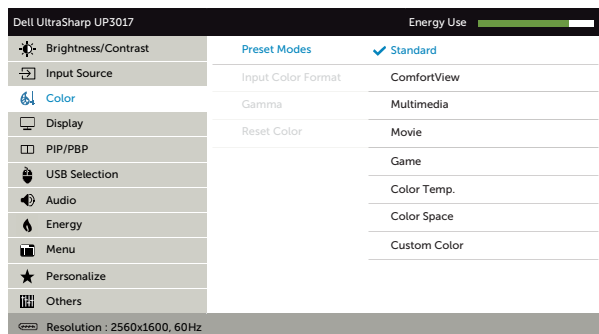 Dell UltraSharp UP3017
Energy Use
Brightness/Contrast
Input Source
Color
Display
PIP/PBP
USB Selection
Audio
Energy
Menu
Personalize
Others
Preset Modes
Input Color Format
Gamma
Reset Color
Standard
ComfortView
Multimedia
Movie
Game
Color Temp.
Color Space
Custom Color
Resolution : 2560x1600, 60Hz